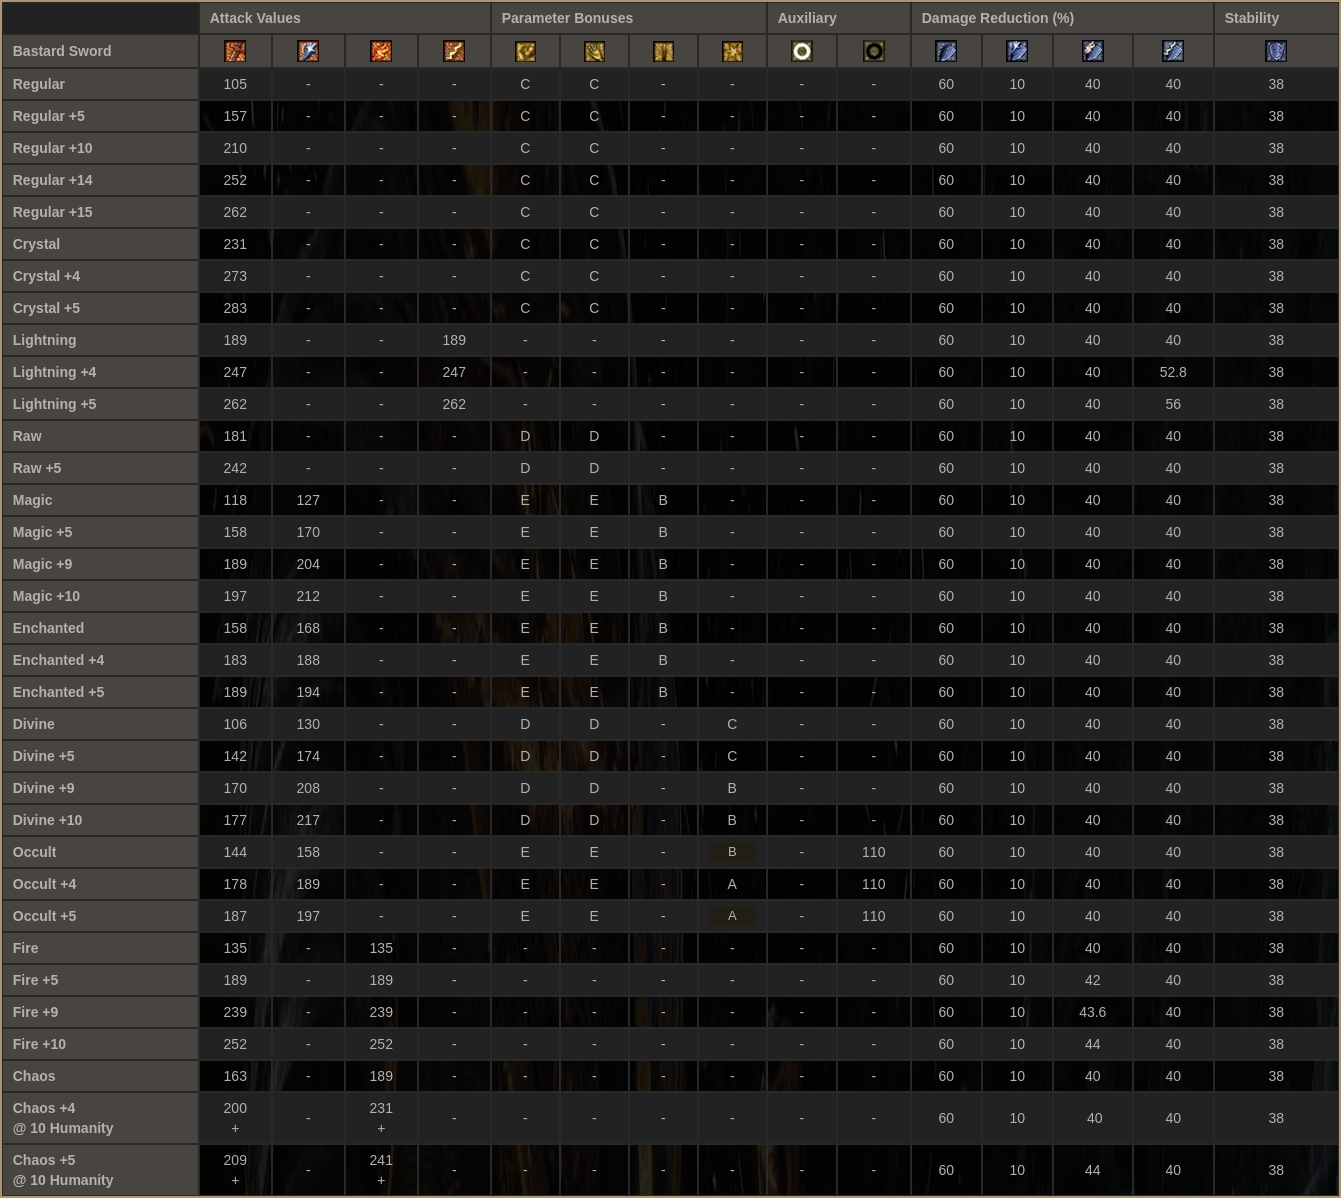 Attack Values Parameter Bonuses Auxiliary Damage Reduction (%) Stability
Bastard Sword
Regular 105 - - - C C - - - - 60 10 40 40 38
Regular +5 157 - - - C C - - - - 60 10 40 40 38
Regular +10 210 - - - C C - - - - 60 10 40 40 38
Regular +14 252 - - - C C - - - - 60 10 40 40 38
Regular +15 262 - - - C C - - - - 60 10 40 40 38
Crystal 231 - - - C C - - - - 60 10 40 40 38
Crystal +4 273 - - - C C - - - - 60 10 40 40 38
Crystal +5 283 - - - C C - - - - 60 10 40 40 38
Lightning 189 - - 189 - - - - - - 60 10 40 40 38
Lightning +4 247 - - 247 - - - - - - 60 10 40 52.8 38
Lightning +5 262 - - 262 - - - - - - 60 10 40 56 38
Raw 181 - - - D D - - - - 60 10 40 40 38
Raw +5 242 - - - D D - - - - 60 10 40 40 38
Magic 118 127 - - E E B - - - 60 10 40 40 38
Magic +5 158 170 - - E E B - - - 60 10 40 40 38
Magic +9 189 204 - - E E B - - - 60 10 40 40 38
Magic +10 197 212 - - E E B - - - 60 10 40 40 38
Enchanted 158 168 - - E E B - - - 60 10 40 40 38
Enchanted +4 183 188 - - E E B - - - 60 10 40 40 38
Enchanted +5 189 194 - - E E B - - - 60 10 40 40 38
Divine 106 130 - - D D - C - - 60 10 40 40 38
Divine +5 142 174 - - D D - C - - 60 10 40 40 38
Divine +9 170 208 - - D D - B - - 60 10 40 40 38
Divine +10 177 217 - - D D - B - - 60 10 40 40 38
Occult 144 158 - - E E - B - 110 60 10 40 40 38
Occult +4 178 189 - - E E - A - 110 60 10 40 40 38
Occult +5 187 197 - - E E - A - 110 60 10 40 40 38
Fire 135 - 135 - - - - - - - 60 10 40 40 38
Fire +5 189 - 189 - - - - - - - 60 10 42 40 38
Fire +9 239 - 239 - - - - - - - 60 10 43.6 40 38
Fire +10 252 - 252 - - - - - - - 60 10 44 40 38
Chaos 163 - 189 - - - - - - - 60 10 40 40 38
Chaos +4 200 231
- - - - - - - - 60 10 40 40 38
@ 10 Humanity + +
Chaos +5 209 241
- - - - - - - - 60 10 44 40 38
@ 10 Humanity + +